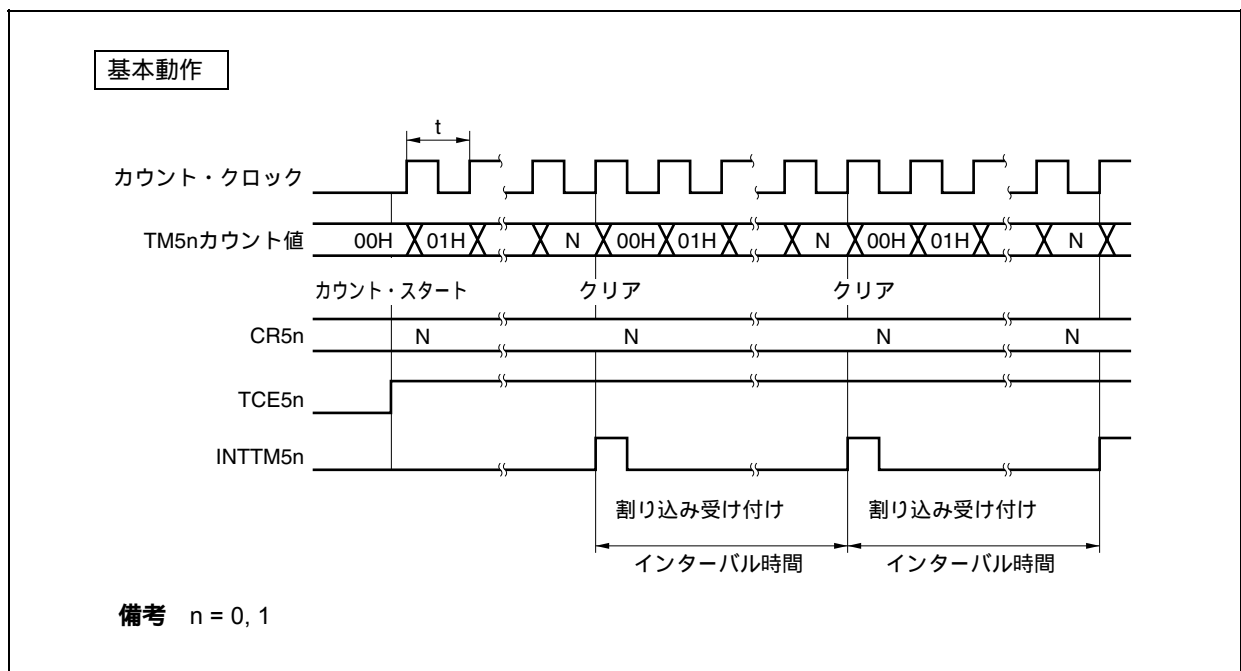 基本動作
t
カウント・クロック
TM5nカウント値 00H 01H N 00H 01H N 00H 01H N
カウント・スタート クリア クリア
CR5n N N N N
TCE5n
INTTM5n
割り込み受け付け 割り込み受け付け
インターバル時間 インターバル時間
備考 n = 0, 1